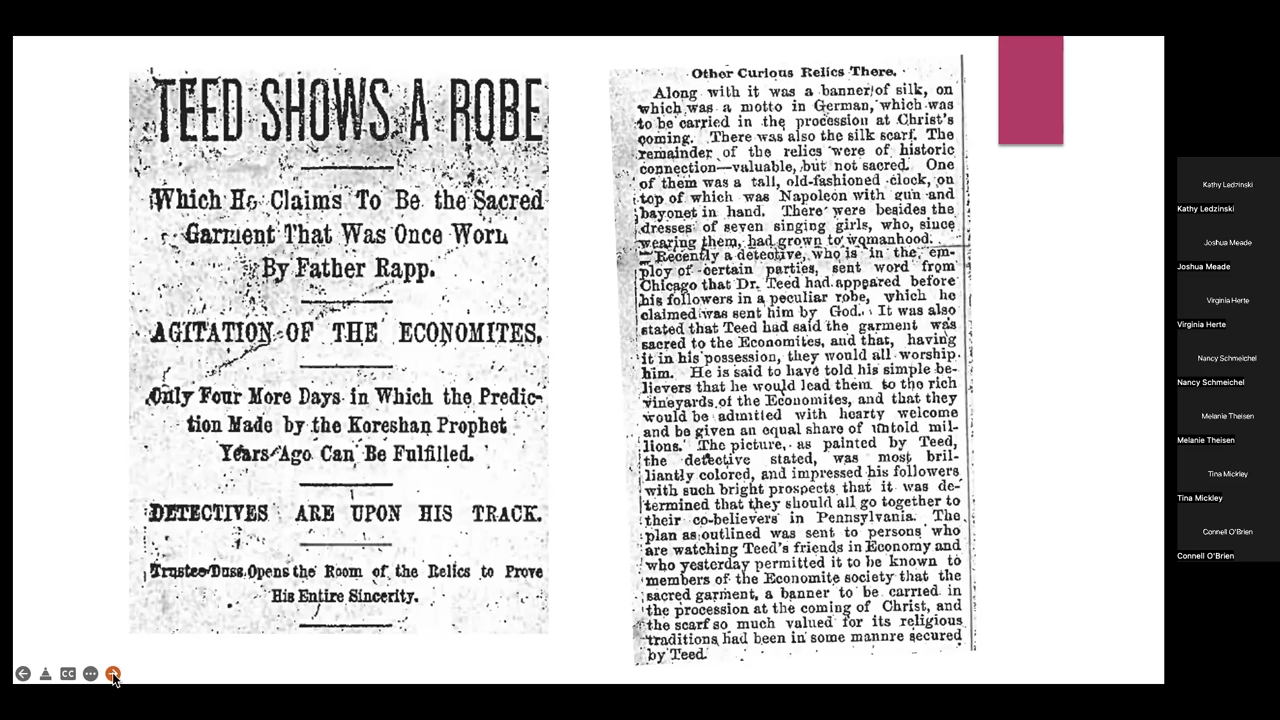 TEED SHOWS A ROBE
Which He Claims To Be the Sacred
Garment That Was Once Worn
By Father Rapp.
AGITATION OF THE ECONOMITES.
Only Four More Days in Which the Predic-
tion Made by the Koreshan Prophet
Years Ago Can Be Fulfilled.
DETECTIVES ARE UPON HIS TRACK.
Trustee Duss Opens the Room of the Relics to Prove
His Entire Sincerity.
Other Curious Relics There.
Along with it was a banner of silk, on
which was a motto in German, which was
to be carried in the procession at Christ's
coming. There was also the silk scarf. The
remainder of the relics were of historic
connection—valuable, but not sacred. One
of them was a tall, old-fashioned clock, on
top of which was Napoleon with gun and
bayonet in hand. There were besides the
dresses of seven singing girls, who, since
wearing them, had grown to womanhood.
Recently a detective, who is in the em-
ploy of certain parties, sent word from
Chicago that Dr. Teed had appeared before
his followers in a peculiar robe, which he
claimed was sent him by God. It was also
stated that Teed had said the garment was
sacred to the Economites, and that, having
it in his possession, they would all worship
him. He is said to have told his simple be-
lievers that he would lead them to the rich
vineyards of the Economites, and that they
would be admitted with hearty welcome
and be given an equal share of untold mil-
lions. The picture, as painted by Teed,
the detective stated, was most bril-
liantly colored, and impressed his followers
with such bright prospects that it was de-
termined that they should all go together to
their co-believers in Pennsylvania. The
plan as outlined was sent to persons who
are watching Teed's friends in Economy and
who yesterday permitted it to be known to
members of the Economite society that the
sacred garment, a banner to be carried in
the procession at the coming of Christ, and
the scarf so much valued for its religious
traditions had been in some mannre secured
by Teed.
CC
Kathy Ledzinski
Kathy Ledzinski
Joshua Meade
Joshua Meade
Virginia Herte
Virginia Herte
Nancy Schmeichel
Nancy Schmeichel
Melanie Theisen
Melanie Theisen
Tina Mickley
Tina Mickley
Connell O'Brien
Connell O'Brien